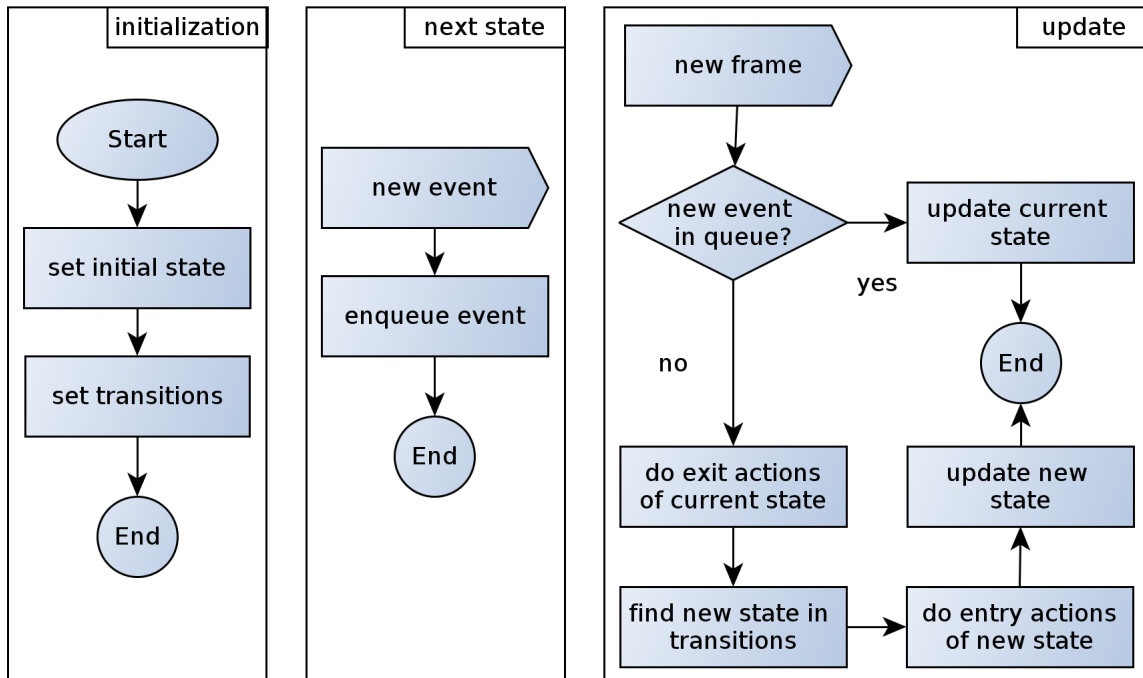 initialization
Start
set initial state
set transitions
End
next state
new event
enqueue event
End
update
new frame
new event
in queue?
yes
update current
state
End
no
do exit actions
of current state
find new state in
transitions
do entry actions
of new state
update new
state